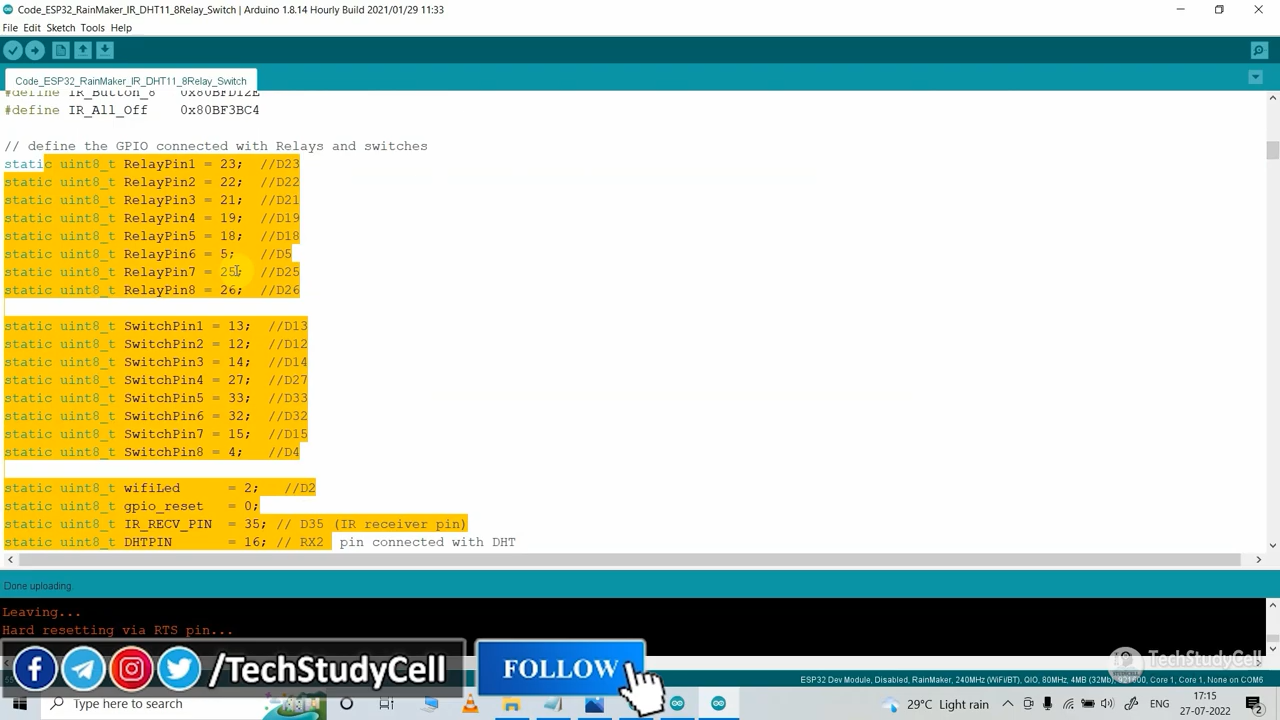 Code_ESP32_RainMaker_IR_DHT11_8Relay_Switch | Arduino 1.8.14 Hourly Build 2021/01/29 11:33
File Edit Sketch Tools Help
Code_ESP32_RainMaker_IR_DHT11_8Relay_Switch
#define IR_Button_8   0x80BFD12E
#define IR_All_Off    0x80BF3BC4
// define the GPIO connected with Relays and switches
static uint8_t RelayPin1 = 23;  //D23
static uint8_t RelayPin2 = 22;  //D22
static uint8_t RelayPin3 = 21;  //D21
static uint8_t RelayPin4 = 19;  //D19
static uint8_t RelayPin5 = 18;  //D18
static uint8_t RelayPin6 = 5;   //D5
static uint8_t RelayPin7 = 25;  //D25
static uint8_t RelayPin8 = 26;  //D26
static uint8_t SwitchPin1 = 13;  //D13
static uint8_t SwitchPin2 = 12;  //D12
static uint8_t SwitchPin3 = 14;  //D14
static uint8_t SwitchPin4 = 27;  //D27
static uint8_t SwitchPin5 = 33;  //D33
static uint8_t SwitchPin6 = 32;  //D32
static uint8_t SwitchPin7 = 15;  //D15
static uint8_t SwitchPin8 = 4;   //D4
static uint8_t wifiLed      = 2;   //D2
static uint8_t gpio_reset   = 0;
static uint8_t IR_RECV_PIN  = 35; // D35 (IR receiver pin)
static uint8_t DHTPIN       = 16; // RX2  pin connected with DHT
Done uploading.
Leaving...
Hard resetting via RTS pin...
/TechStudyCell
FOLLOW
TechStudyCell
ESP32 Dev Module, Disabled, RainMaker, 240MHz (WiFi/BT), QIO, 80MHz, 4MB (32Mb), 921600, Core 1, Core 1, None on COM6
Type here to search
29°C Light rain
ENG
17:15
27-07-2022
2